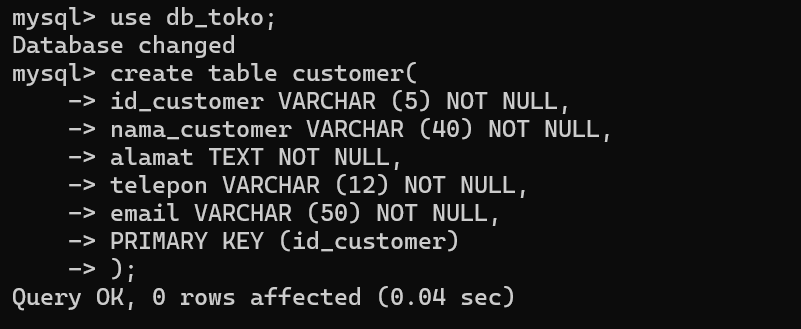 mysql> use db_toko;
Database changed
mysql> create table customer(
    -> id_customer VARCHAR (5) NOT NULL,
    -> nama_customer VARCHAR (40) NOT NULL,
    -> alamat TEXT NOT NULL,
    -> telepon VARCHAR (12) NOT NULL,
    -> email VARCHAR (50) NOT NULL,
    -> PRIMARY KEY (id_customer)
    -> );
Query OK, 0 rows affected (0.04 sec)